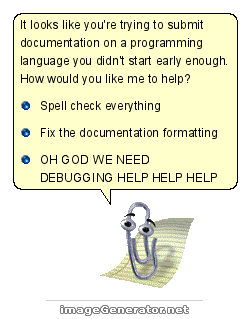 It looks like you're trying to submit
documentation on a programming
language you didn't start early enough.
How would you like me to help?
Spell check everything
Fix the documentation formatting
OH GOD WE NEED
DEBUGGING HELP HELP HELP
imageGenerator.net